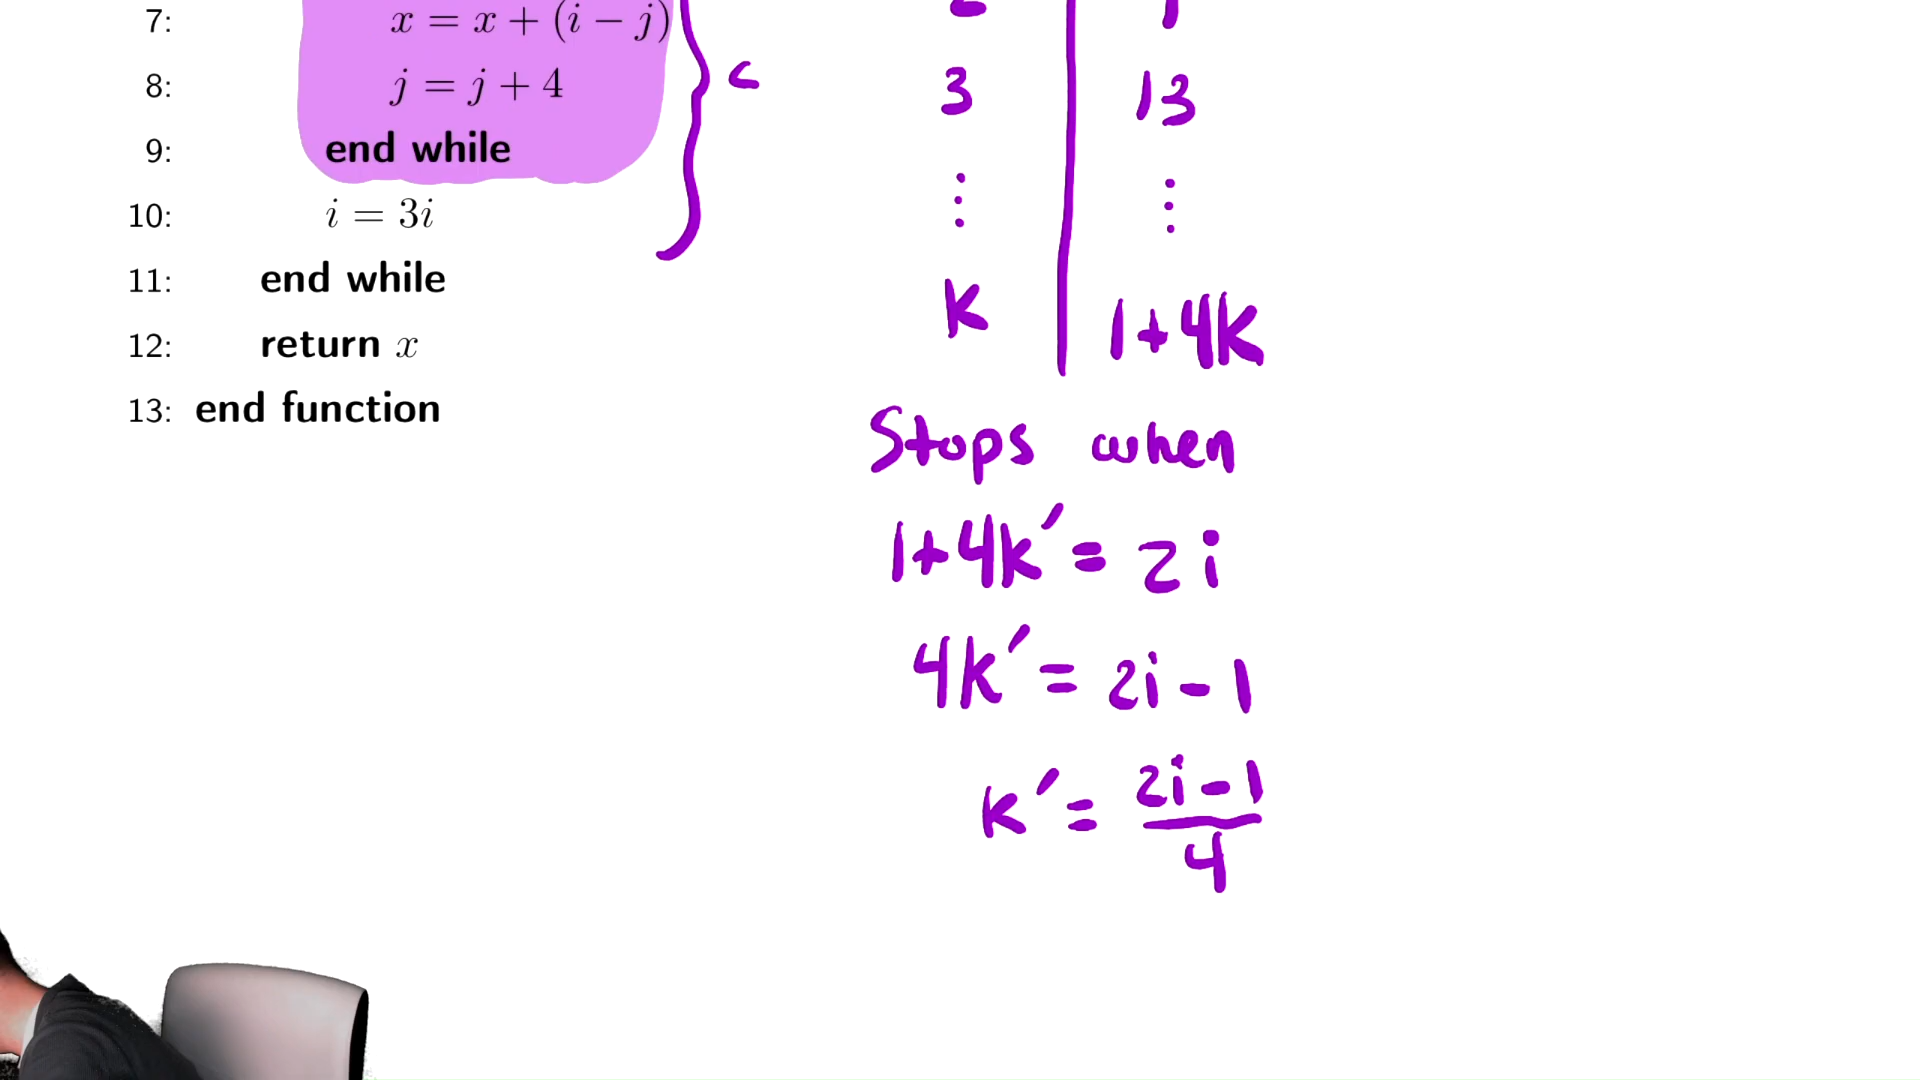 7: x = x + (i − j)
8: j = j + 4
9: end while
10: i = 3i
11: end while
12: return x
13: end function
c
3 13
⋮ ⋮
k 1+4k
Stops when
1+4k' = 2i
4k' = 2i - 1
k' = 2i - 1 / 4